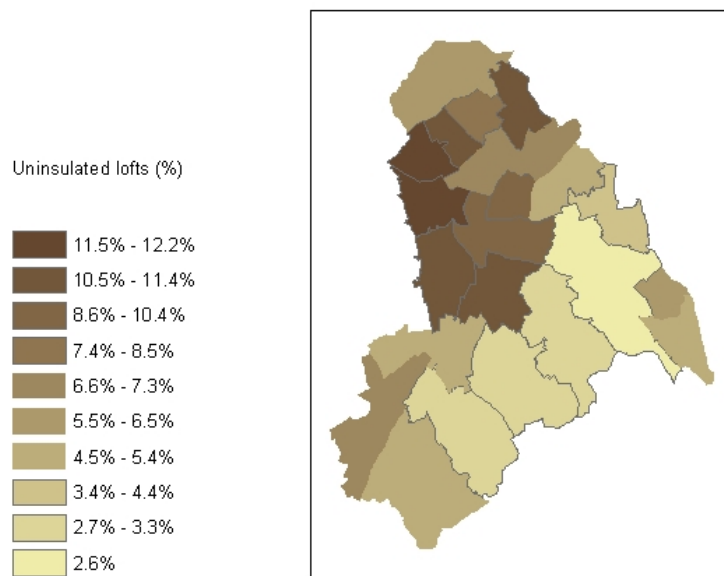 Uninsulated lofts (%)
11.5% - 12.2%
10.5% - 11.4%
8.6% - 10.4%
7.4% - 8.5%
6.6% - 7.3%
5.5% - 6.5%
4.5% - 5.4%
3.4% - 4.4%
2.7% - 3.3%
2.6%